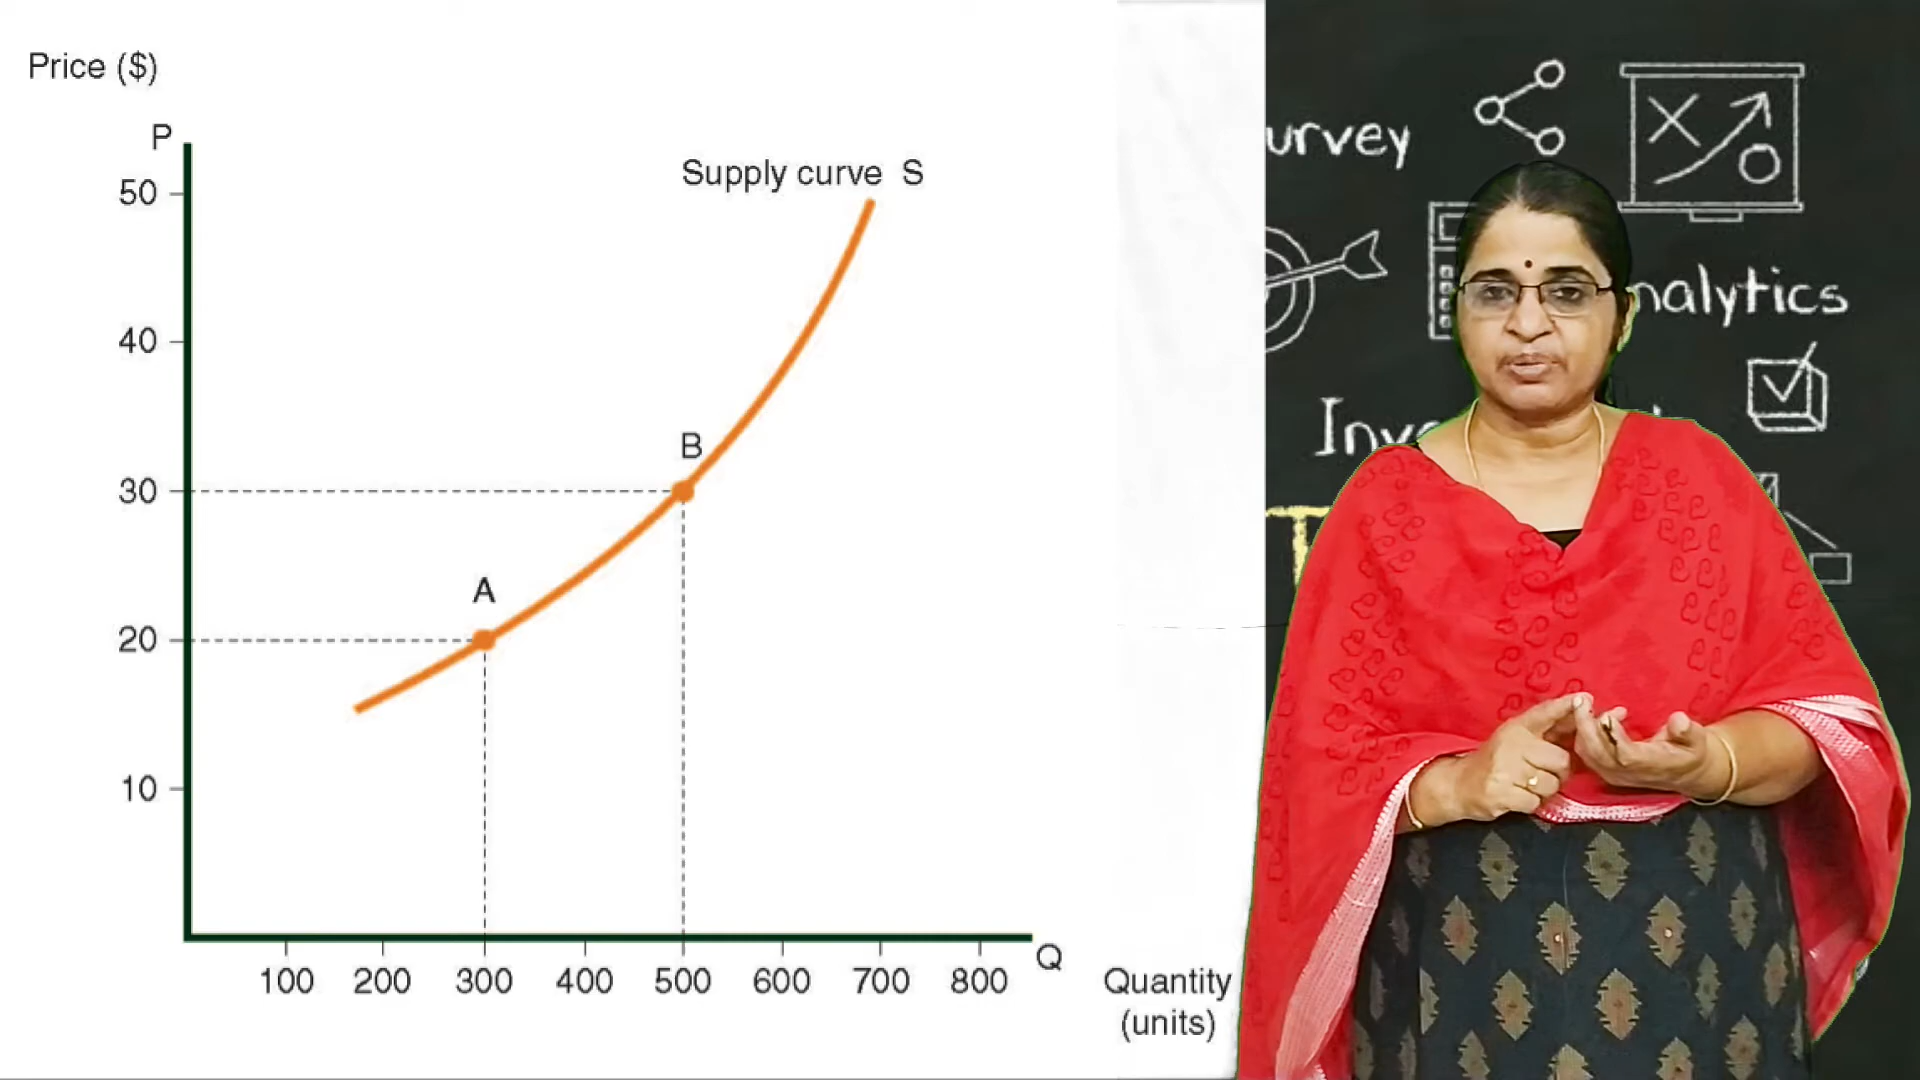 Price ($)
P
50
Supply curve S
40
B
30
A
20
10
Q
100 200 300 400 500 600 700 800
Quantity
(units)
urvey
nalytics